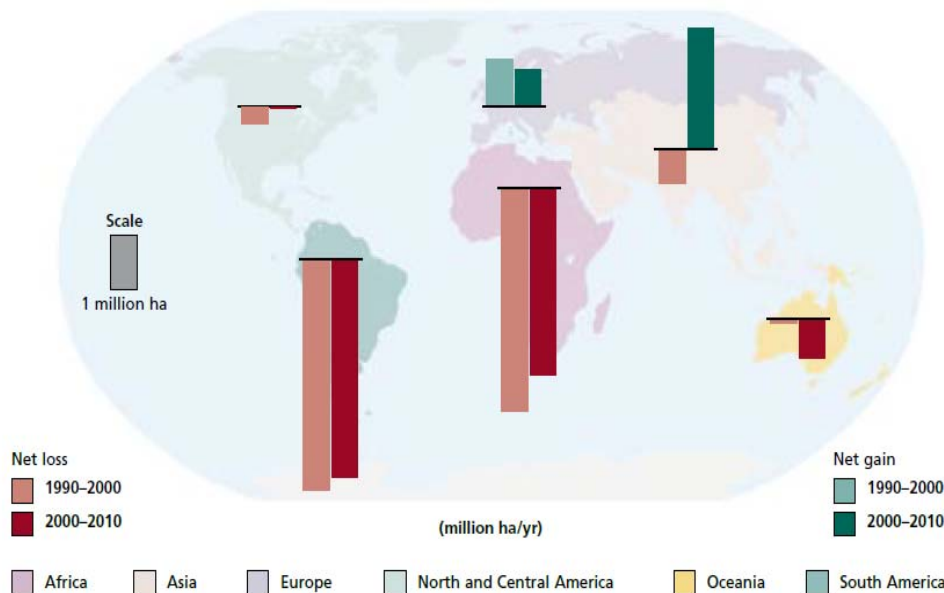 Scale
1 million ha
Net loss
1990–2000
2000–2010
(million ha/yr)
Net gain
1990–2000
2000–2010
Africa
Asia
Europe
North and Central America
Oceania
South America